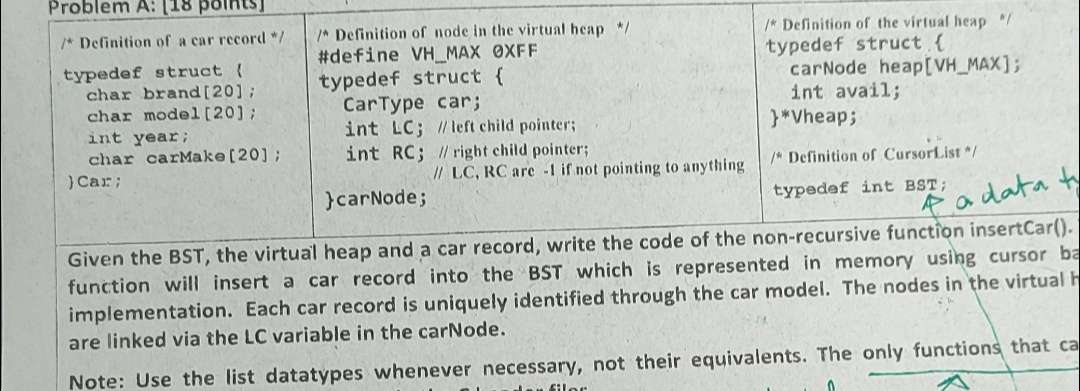 Problem A: [18 points]
/* Definition of a car record */
typedef struct {
char brand[20];
char model[20];
int year;
char carMake[20];
}Car;
/* Definition of node in the virtual heap */
#define VH_MAX 0XFF
typedef struct {
CarType car;
int LC; // left child pointer;
int RC; // right child pointer;
// LC, RC are -1 if not pointing to anything
}carNode;
/* Definition of the virtual heap */
typedef struct {
carNode heap[VH_MAX];
int avail;
}*Vheap;
/* Definition of CursorList */
typedef int BST;
a data
Given the BST, the virtual heap and a car record, write the code of the non-recursive function insertCar().
function will insert a car record into the BST which is represented in memory using cursor ba
implementation. Each car record is uniquely identified through the car model. The nodes in the virtual h
are linked via the LC variable in the carNode.
Note: Use the list datatypes whenever necessary, not their equivalents. The only functions that ca